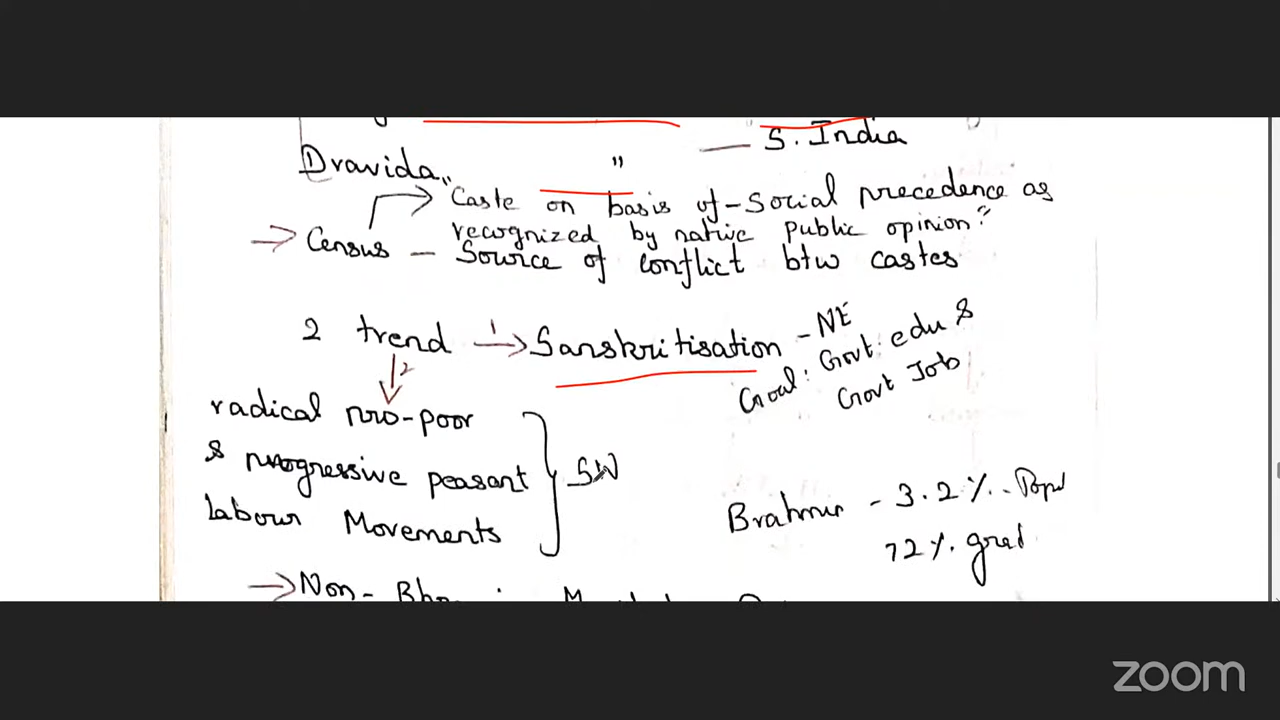 — S. India
Dravida „ "
"Caste on basis of - Social precedence as
recognized by native public opinion"
→ Census — Source of conflict btw castes
2 trend 1→ Sanskritisation - NE
Goal: Govt. edu &
Govt Job
2
radical pro-poor
& progressive peasant
labour Movements
SW
Brahmin - 3.2%. Popl
72%. grad
→ Non-
zoom